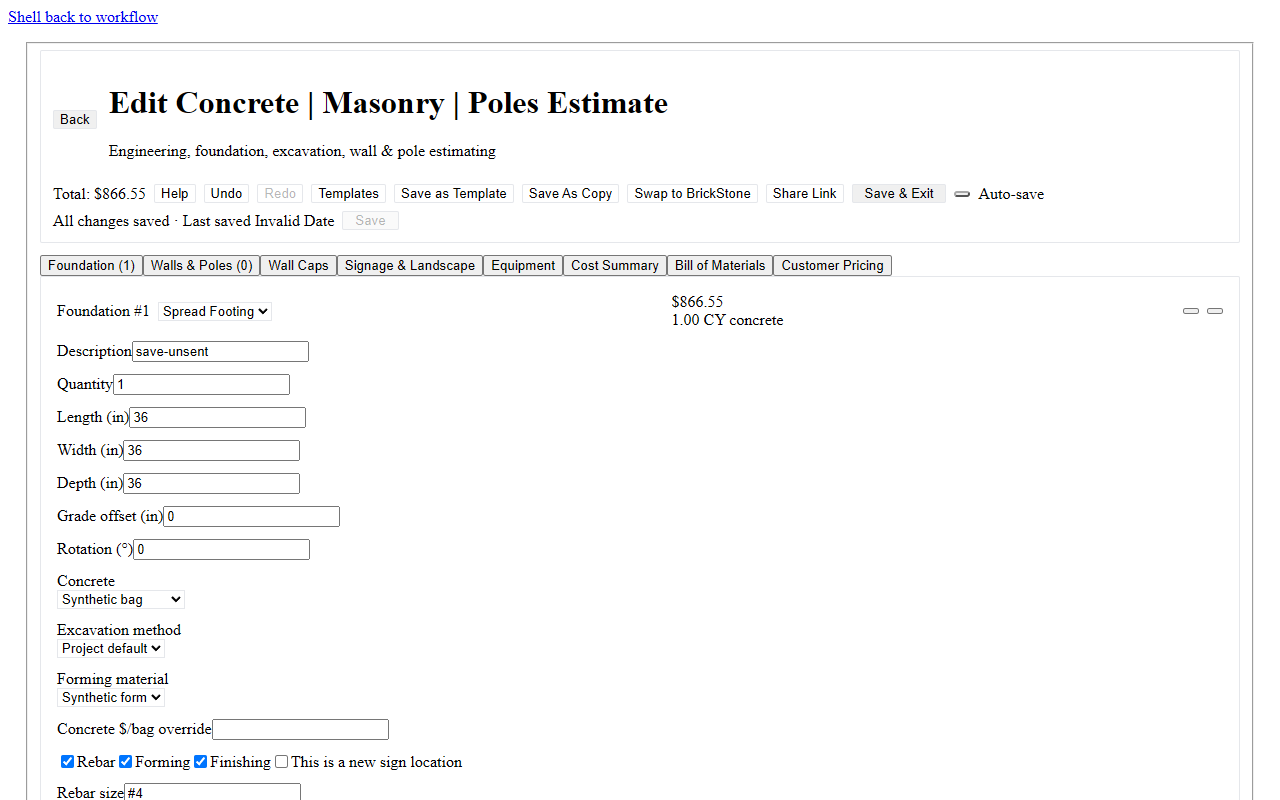 Shell back to workflow
Back
Edit Concrete | Masonry | Poles Estimate
Engineering, foundation, excavation, wall & pole estimating
Total: $866.55 Help Undo Redo Templates Save as Template Save As Copy Swap to BrickStone Share Link Save & Exit Auto-save
All changes saved · Last saved Invalid Date Save
Foundation (1) Walls & Poles (0) Wall Caps Signage & Landscape Equipment Cost Summary Bill of Materials Customer Pricing
Foundation #1 Spread Footing
$866.55
1.00 CY concrete
Description save-unsent
Quantity 1
Length (in) 36
Width (in) 36
Depth (in) 36
Grade offset (in) 0
Rotation (°) 0
Concrete
Synthetic bag
Excavation method
Project default
Forming material
Synthetic form
Concrete $/bag override
Rebar Forming Finishing This is a new sign location
Rebar size #4